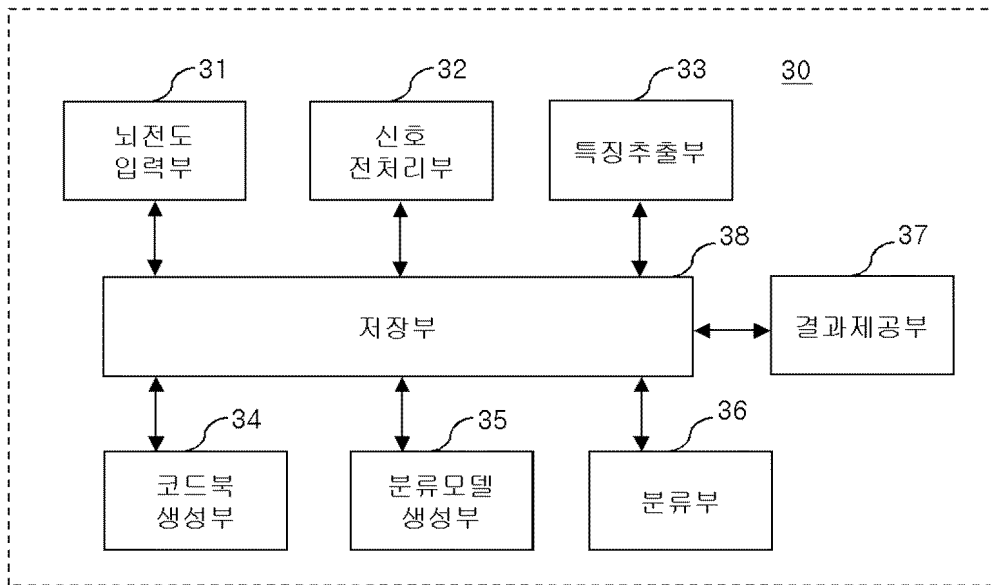 31
32
33
30
뇌전도
입력부
신호
전처리부
특징추출부
38
37
저장부
결과제공부
34
35
36
코드북
생성부
분류모델
생성부
분류부